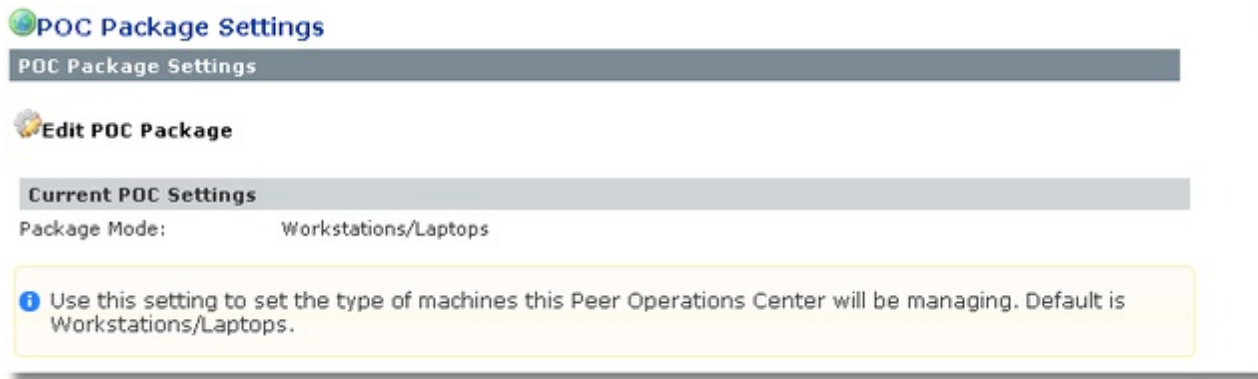 POC Package Settings
POC Package Settings
Edit POC Package
Current POC Settings
Package Mode: Workstations/Laptops
Use this setting to set the type of machines this Peer Operations Center will be managing. Default is
Workstations/Laptops.